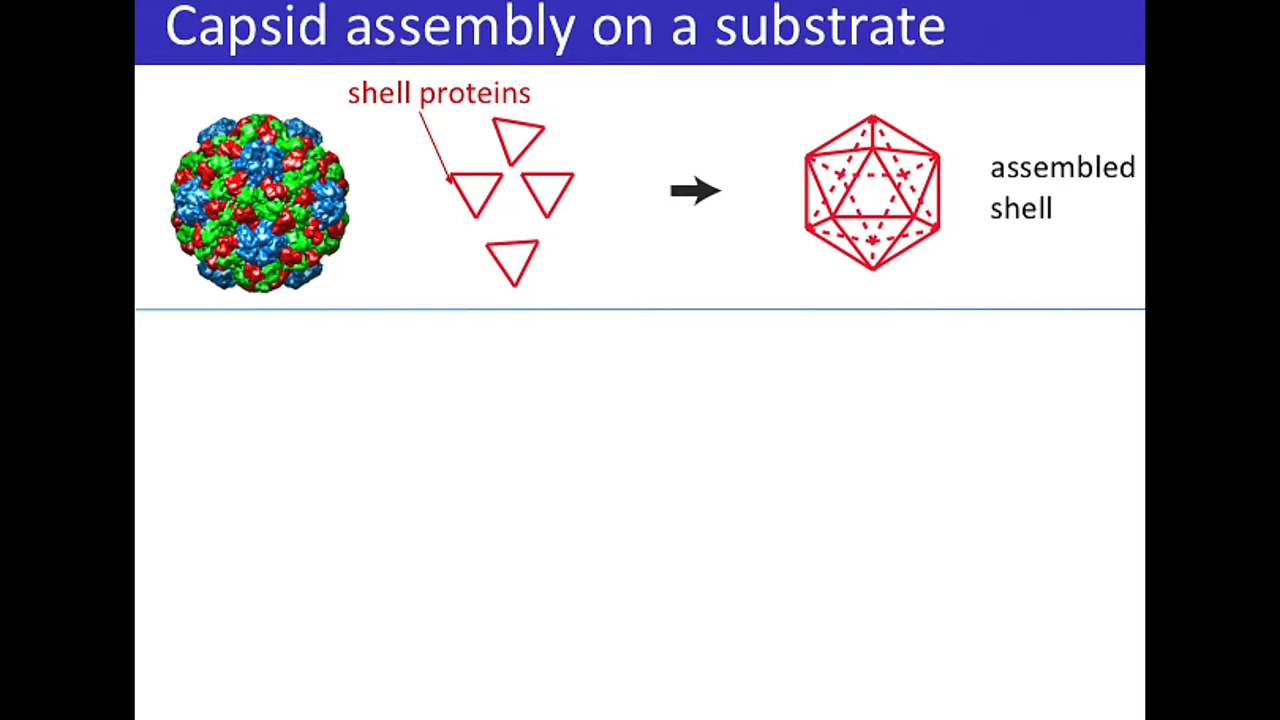 Capsid assembly on a substrate
shell proteins
assembled
shell